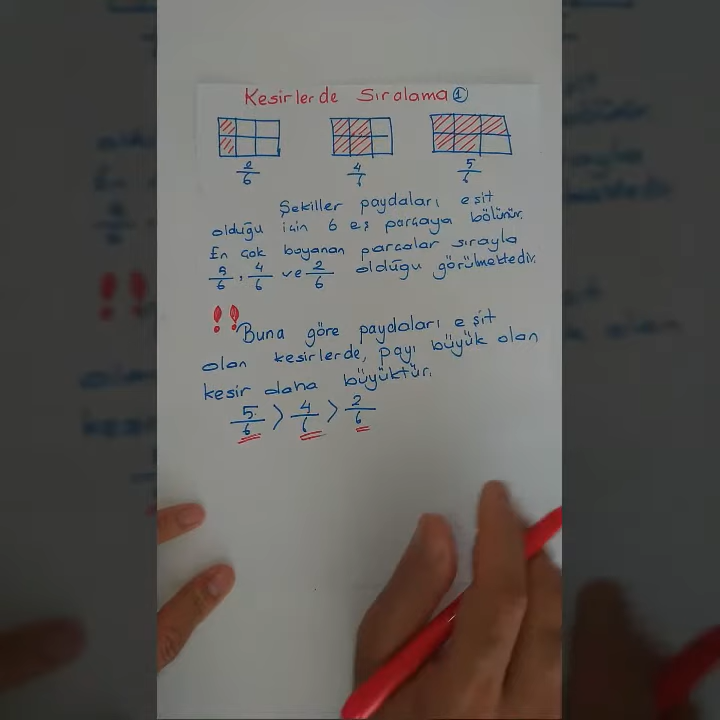 Kesirlerde Sıralama 1
2/6 4/6 5/6
Şekiller paydaları eşit
olduğu için 6 eş parçaya bölünür.
En çok boyanan parçalar sırayla
5/6, 4/6 ve 2/6 olduğu görülmektedir.
!! Buna göre paydaları eşit
olan kesirlerde, payı büyük olan
kesir daha büyüktür.
5/6 > 4/6 > 2/6